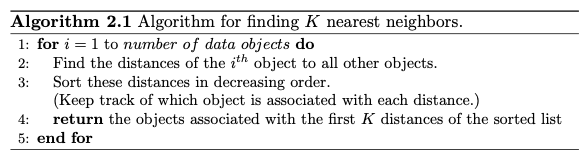 Algorithm 2.1 Algorithm for finding K nearest neighbors.
1: for i = 1 to number of data objects do
2: Find the distances of the i^th object to all other objects.
3: Sort these distances in decreasing order.
(Keep track of which object is associated with each distance.)
4: return the objects associated with the first K distances of the sorted list
5: end for